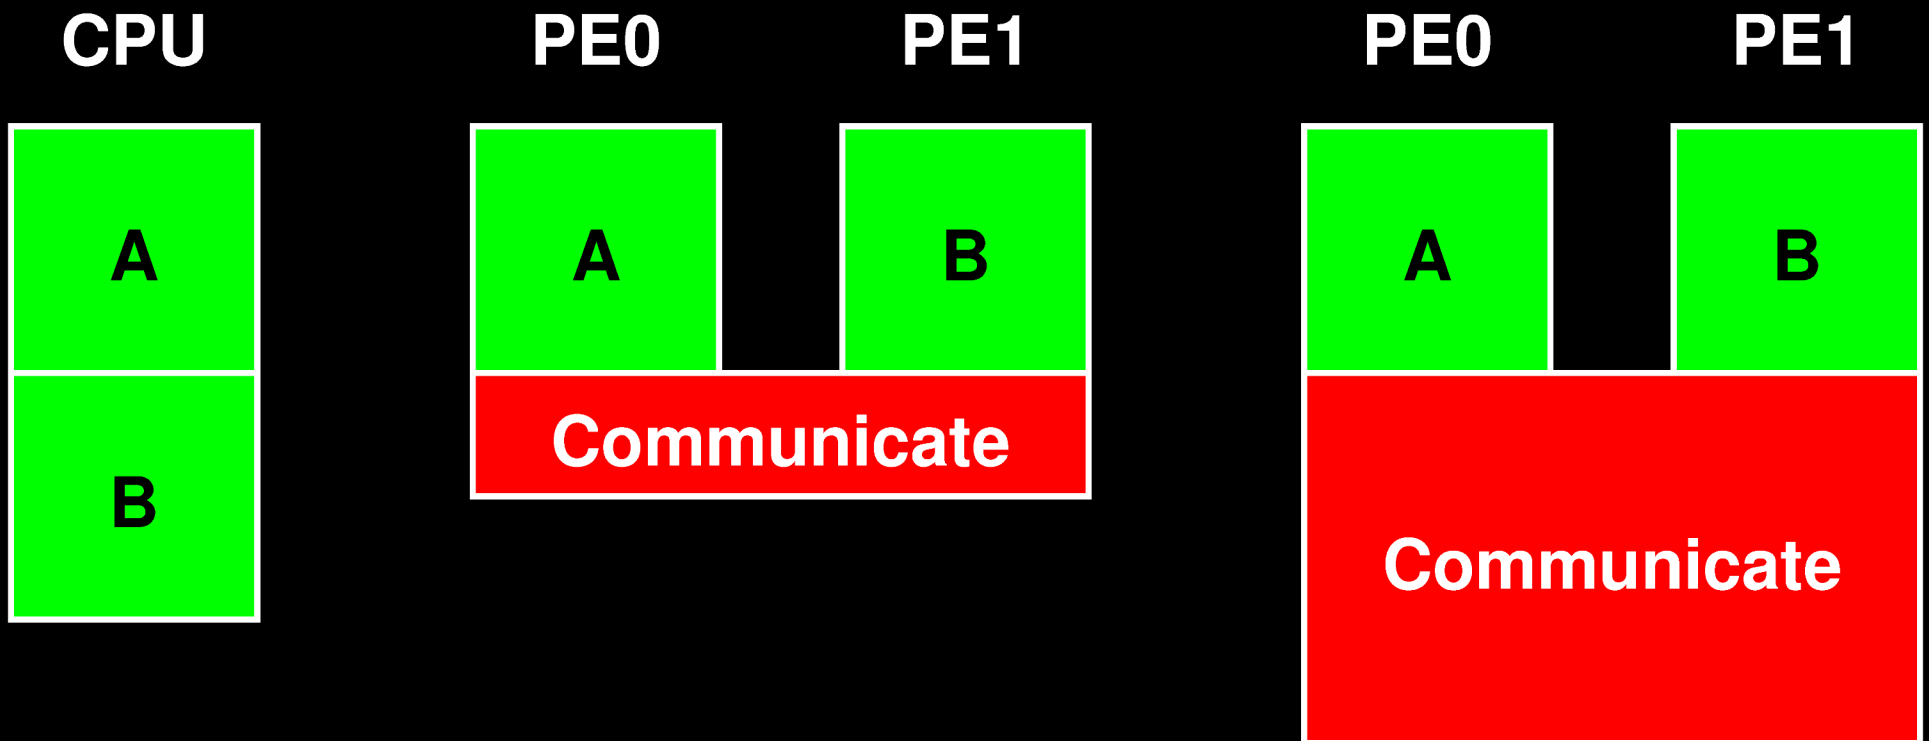 CPU
PE0 PE1
PE0 PE1
A
B
A B
Communicate
A B
Communicate